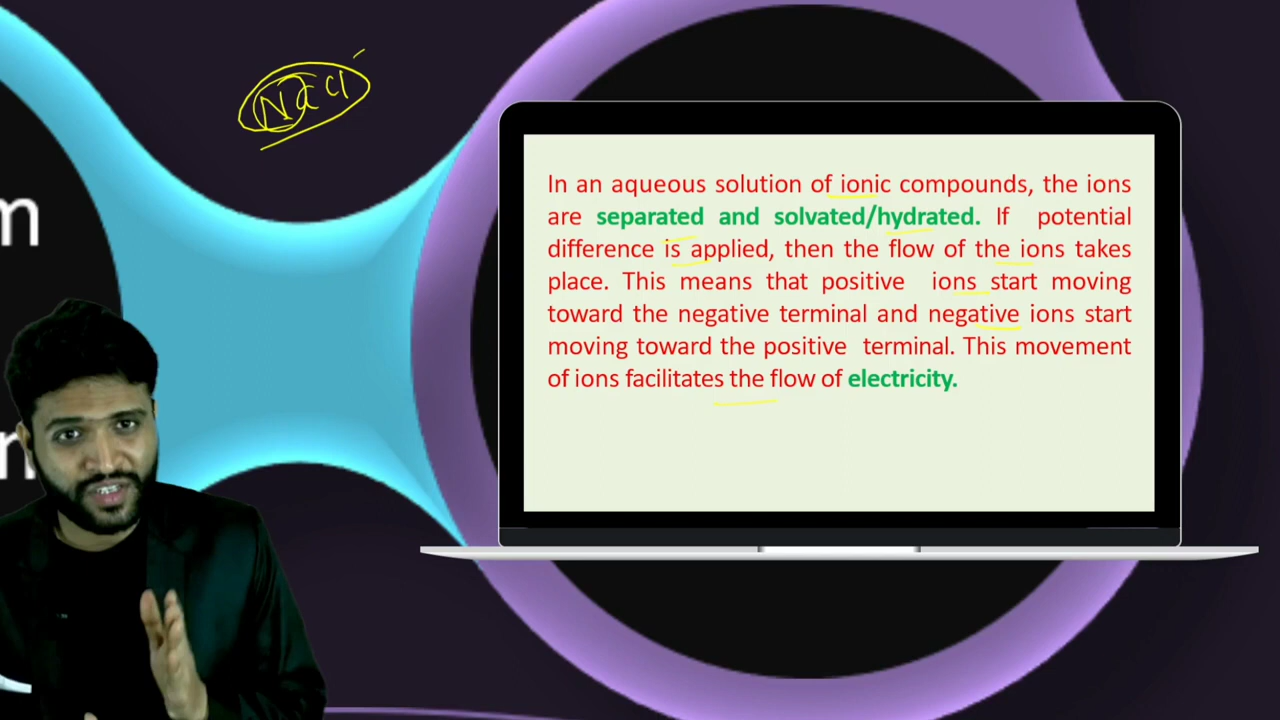 NaCl
m
n
In an aqueous solution of ionic compounds, the ions
are separated and solvated/hydrated. If potential
difference is applied, then the flow of the ions takes
place. This means that positive ions start moving
toward the negative terminal and negative ions start
moving toward the positive terminal. This movement
of ions facilitates the flow of electricity.